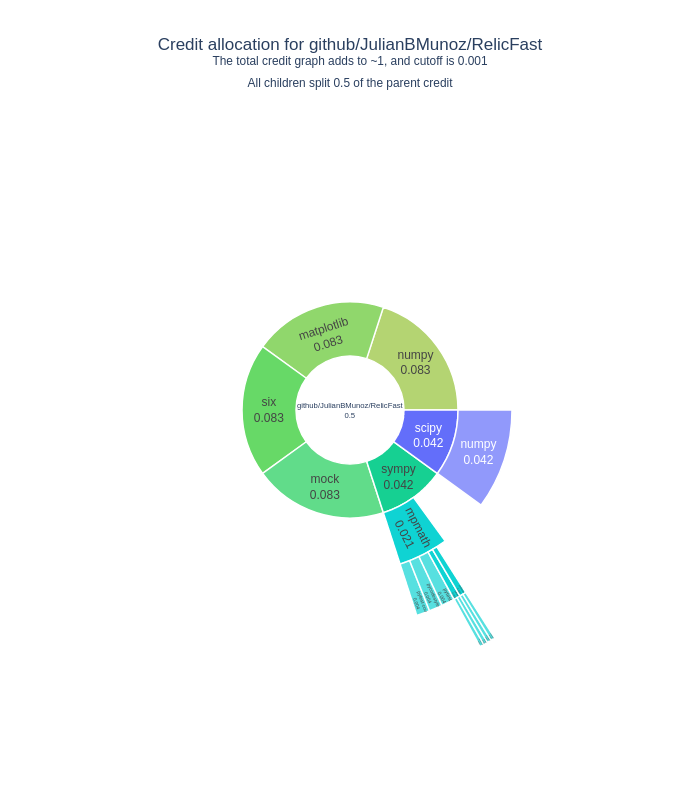 Credit allocation for github/JulianBMunoz/RelicFast
The total credit graph adds to ~1, and cutoff is 0.001
All children split 0.5 of the parent credit
matplotlib
0.083
numpy
0.083
six
0.083
github/JulianBMunoz/RelicFast
0.5
scipy
0.042
numpy
0.042
sympy
0.042
mock
0.083
mpmath
0.021